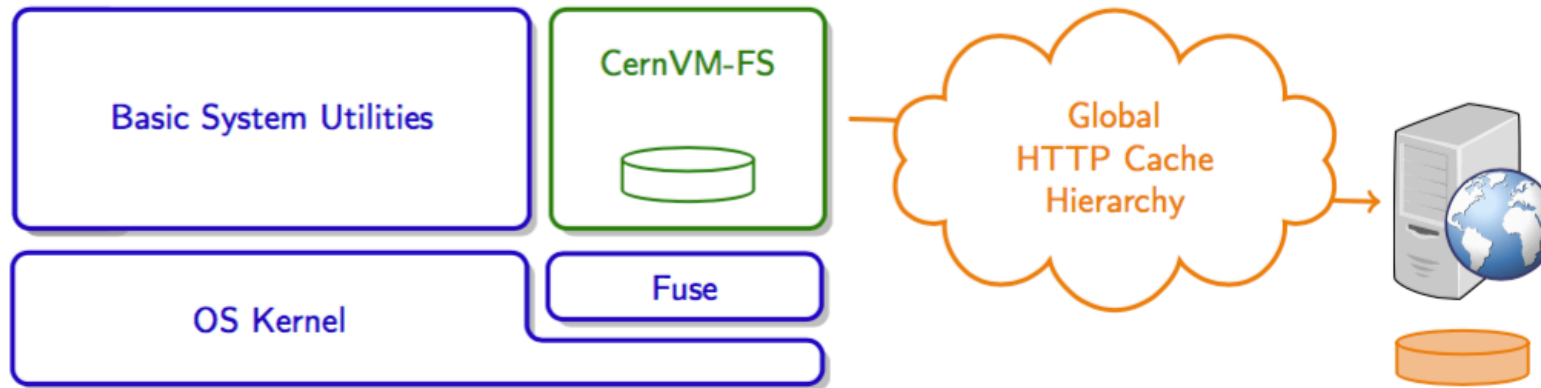 Basic System Utilities
CernVM-FS
Global
HTTP Cache
Hierarchy
Fuse
OS Kernel